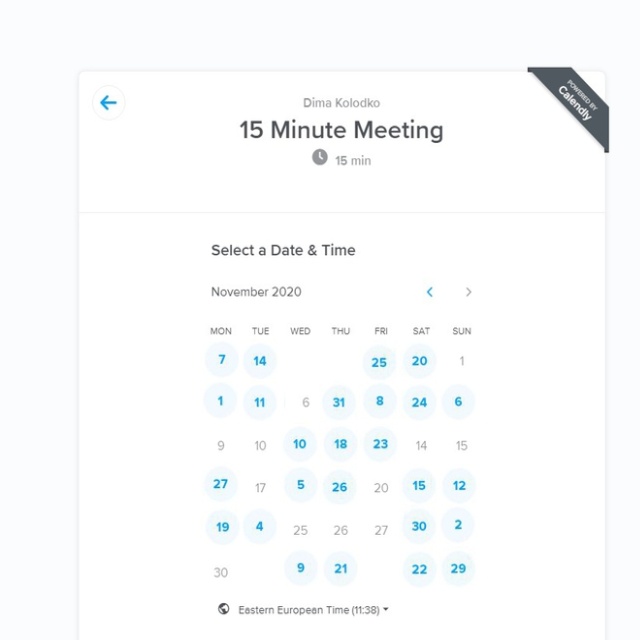 POWERED BY
Calendly
Dima Kolodko
15 Minute Meeting
15 min
Select a Date & Time
November 2020
MON TUE WED THU FRI SAT SUN
7 14 25 20 1
1 11 6 31 8 24 6
9 10 10 18 23 14 15
27 17 5 26 20 15 12
19 4 25 26 27 30 2
30 9 21 22 29
Eastern European Time (11:38)